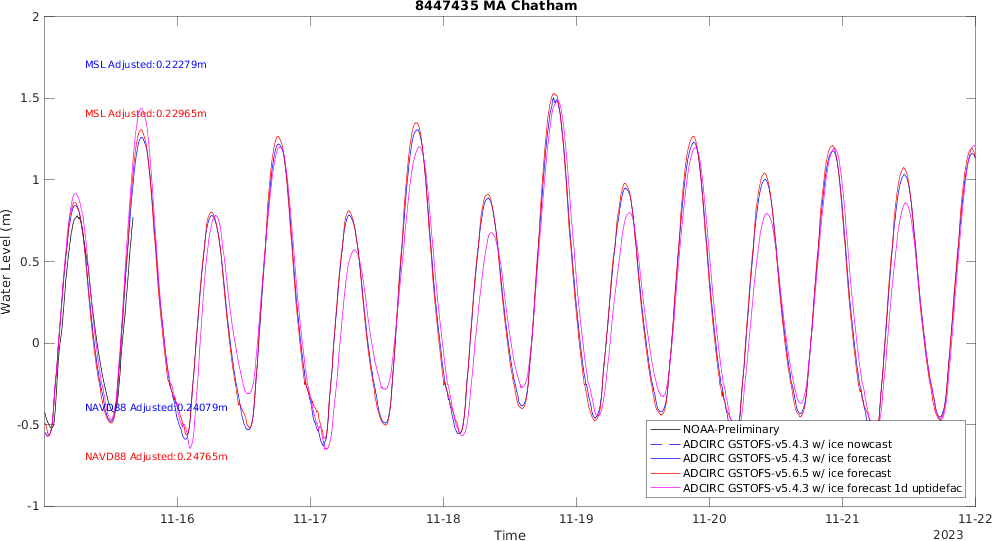 8447435 MA Chatham
2
1.5
1
0.5
0
-0.5
-1
Water Level (m)
MSL Adjusted:0.22279m
MSL Adjusted:0.22965m
NAVD88 Adjusted:0.24079m
NAVD88 Adjusted:0.24765m
NOAA-Preliminary
ADCIRC GSTOFS-v5.4.3 w/ ice nowcast
ADCIRC GSTOFS-v5.4.3 w/ ice forecast
ADCIRC GSTOFS-v5.6.5 w/ ice forecast
ADCIRC GSTOFS-v5.4.3 w/ ice forecast 1d uptidefac
11-16 11-17 11-18 11-19 11-20 11-21 11-22
Time
2023